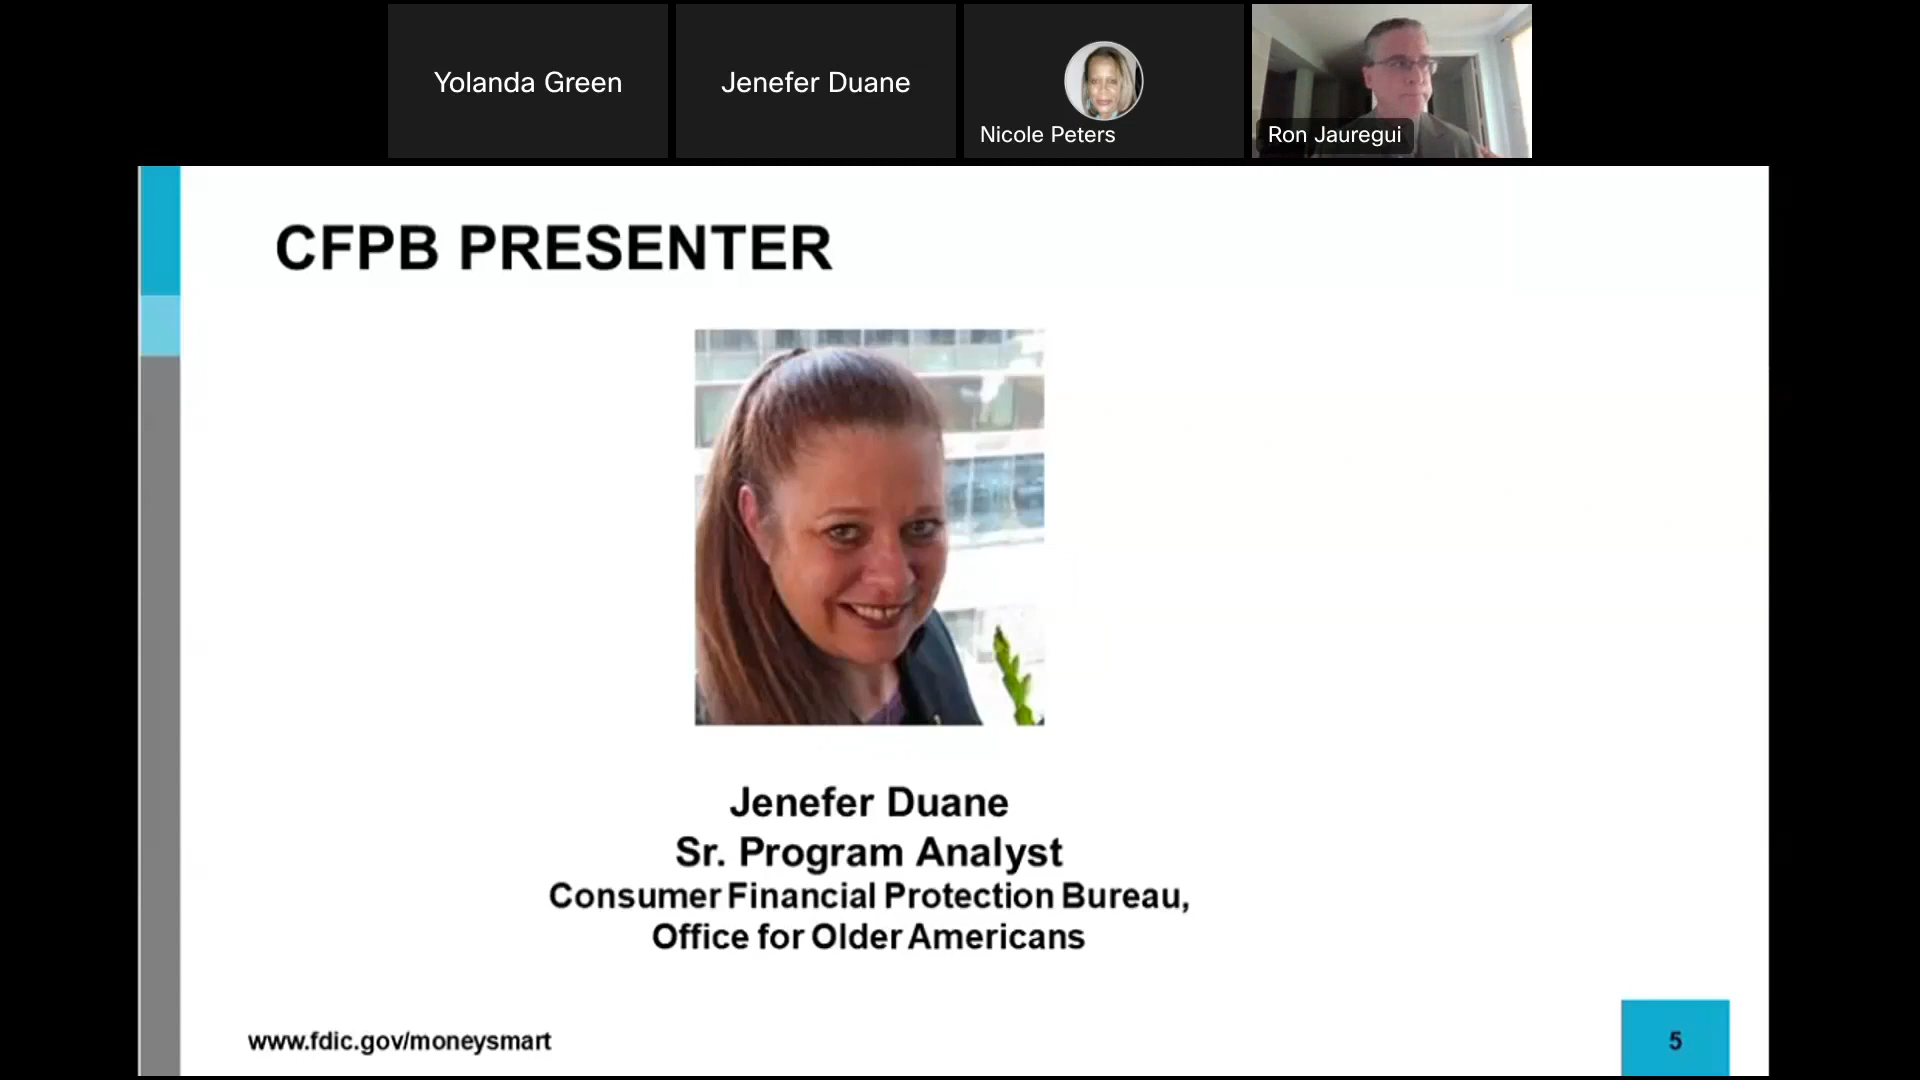 Yolanda Green
Jenefer Duane
Nicole Peters
Ron Jauregui
CFPB PRESENTER
Jenefer Duane
Sr. Program Analyst
Consumer Financial Protection Bureau,
Office for Older Americans
www.fdic.gov/moneysmart
5